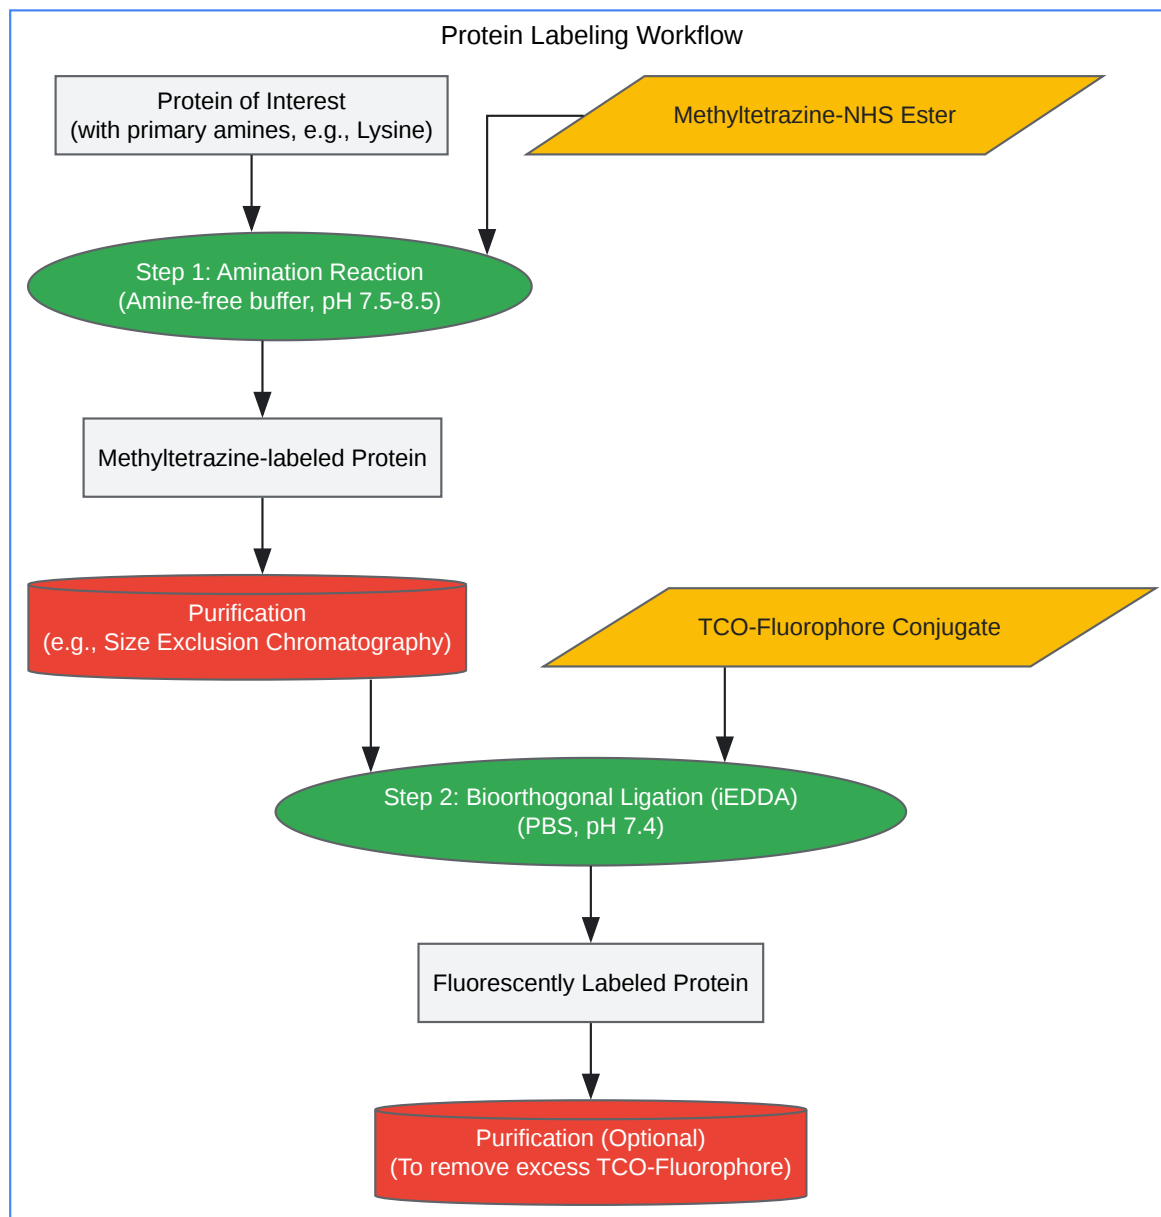 Protein Labeling Workflow
Protein of Interest
(with primary amines, e.g., Lysine)
Methyltetrazine-NHS Ester
Step 1: Amination Reaction
(Amine-free buffer, pH 7.5-8.5)
Methyltetrazine-labeled Protein
Purification
(e.g., Size Exclusion Chromatography)
TCO-Fluorophore Conjugate
Step 2: Bioorthogonal Ligation (iEDDA)
(PBS, pH 7.4)
Fluorescently Labeled Protein
Purification (Optional)
(To remove excess TCO-Fluorophore)